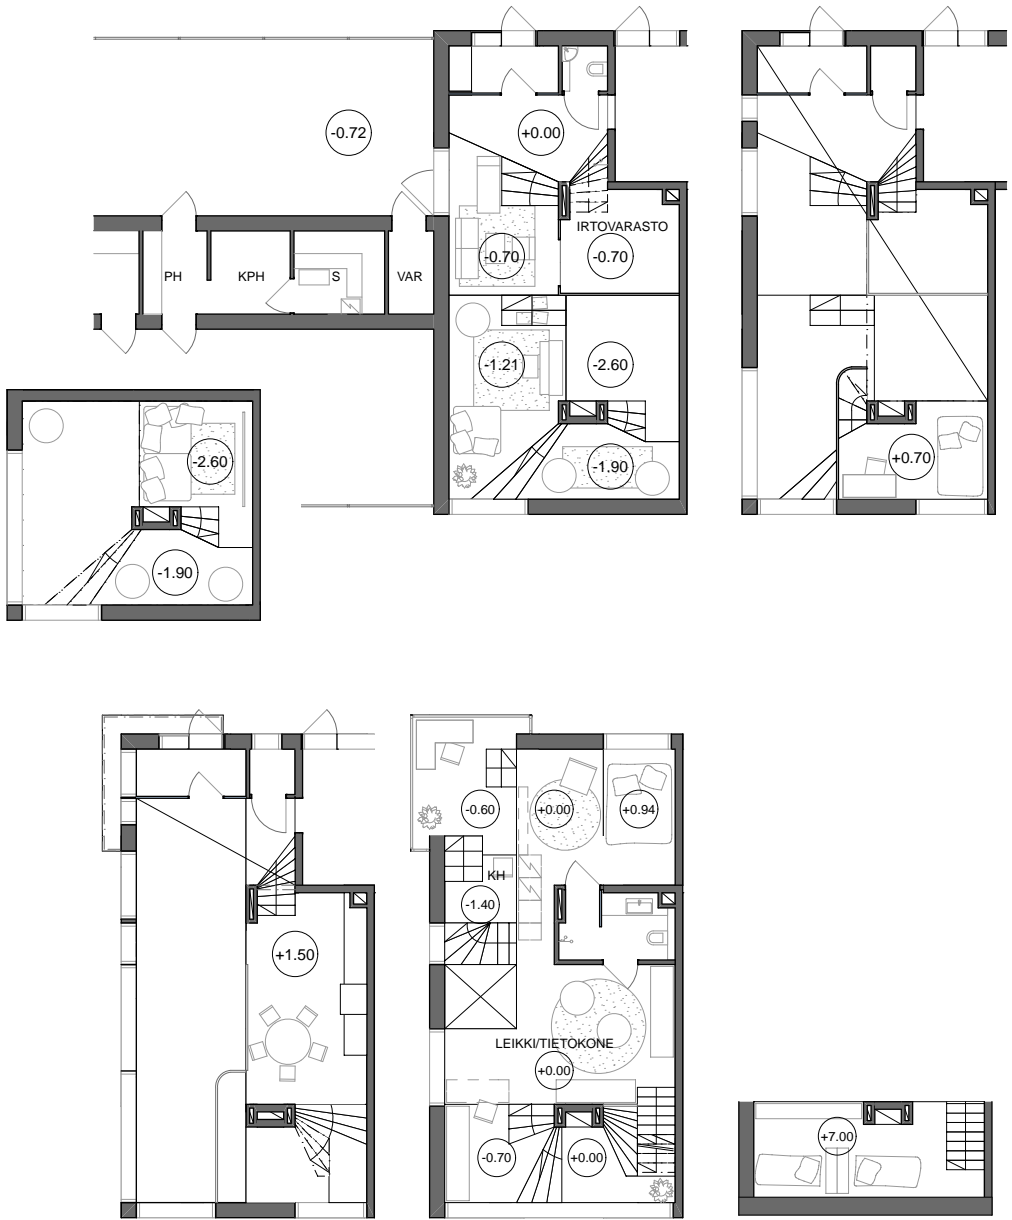 -0.72
+0.00
IRTOVARASTO
-0.70
-0.70
PH
KPH
S
VAR
-1.21
-2.60
-1.90
+0.70
-2.60
-1.90
-0.60
+0.00
+0.94
KH
-1.40
+1.50
LEIKKI/TIETOKONE
+0.00
-0.70
+0.00
+7.00